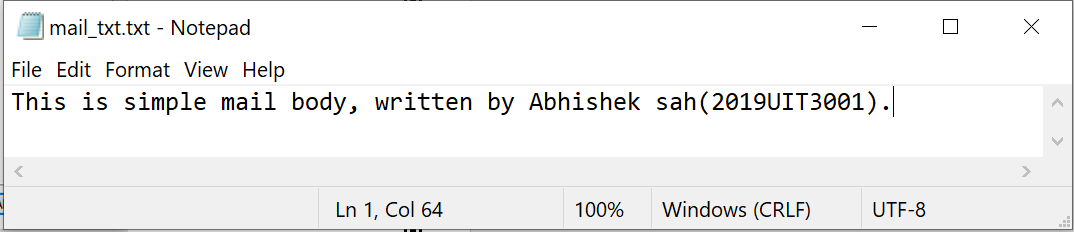 mail_txt.txt - Notepad
File Edit Format View Help
This is simple mail body, written by Abhishek sah(2019UIT3001).
Ln 1, Col 64 100% Windows (CRLF) UTF-8